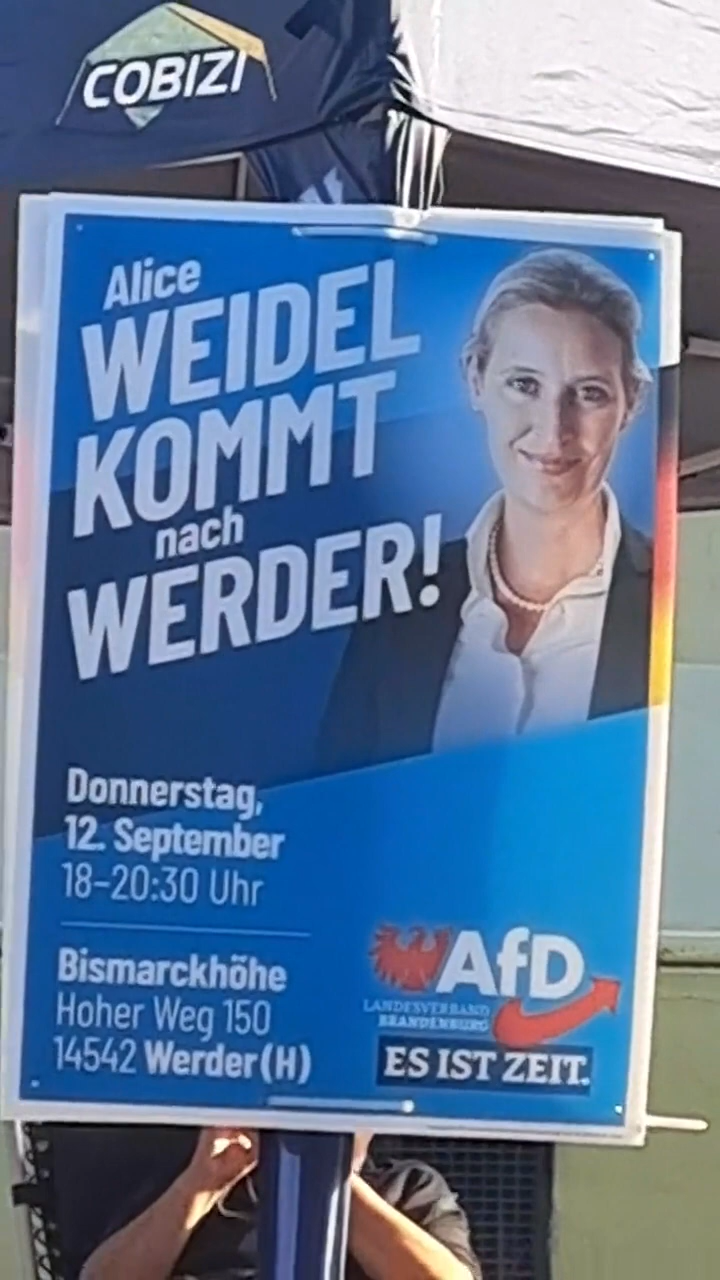 COBIZI
Alice
WEIDEL
KOMMT
nach
WERDER!
Donnerstag,
12. September
18–20:30 Uhr
Bismarckhöhe
Hoher Weg 150
14542 Werder(H)
AfD
LANDESVERBAND
BRANDENBURG
ES IST ZEIT.